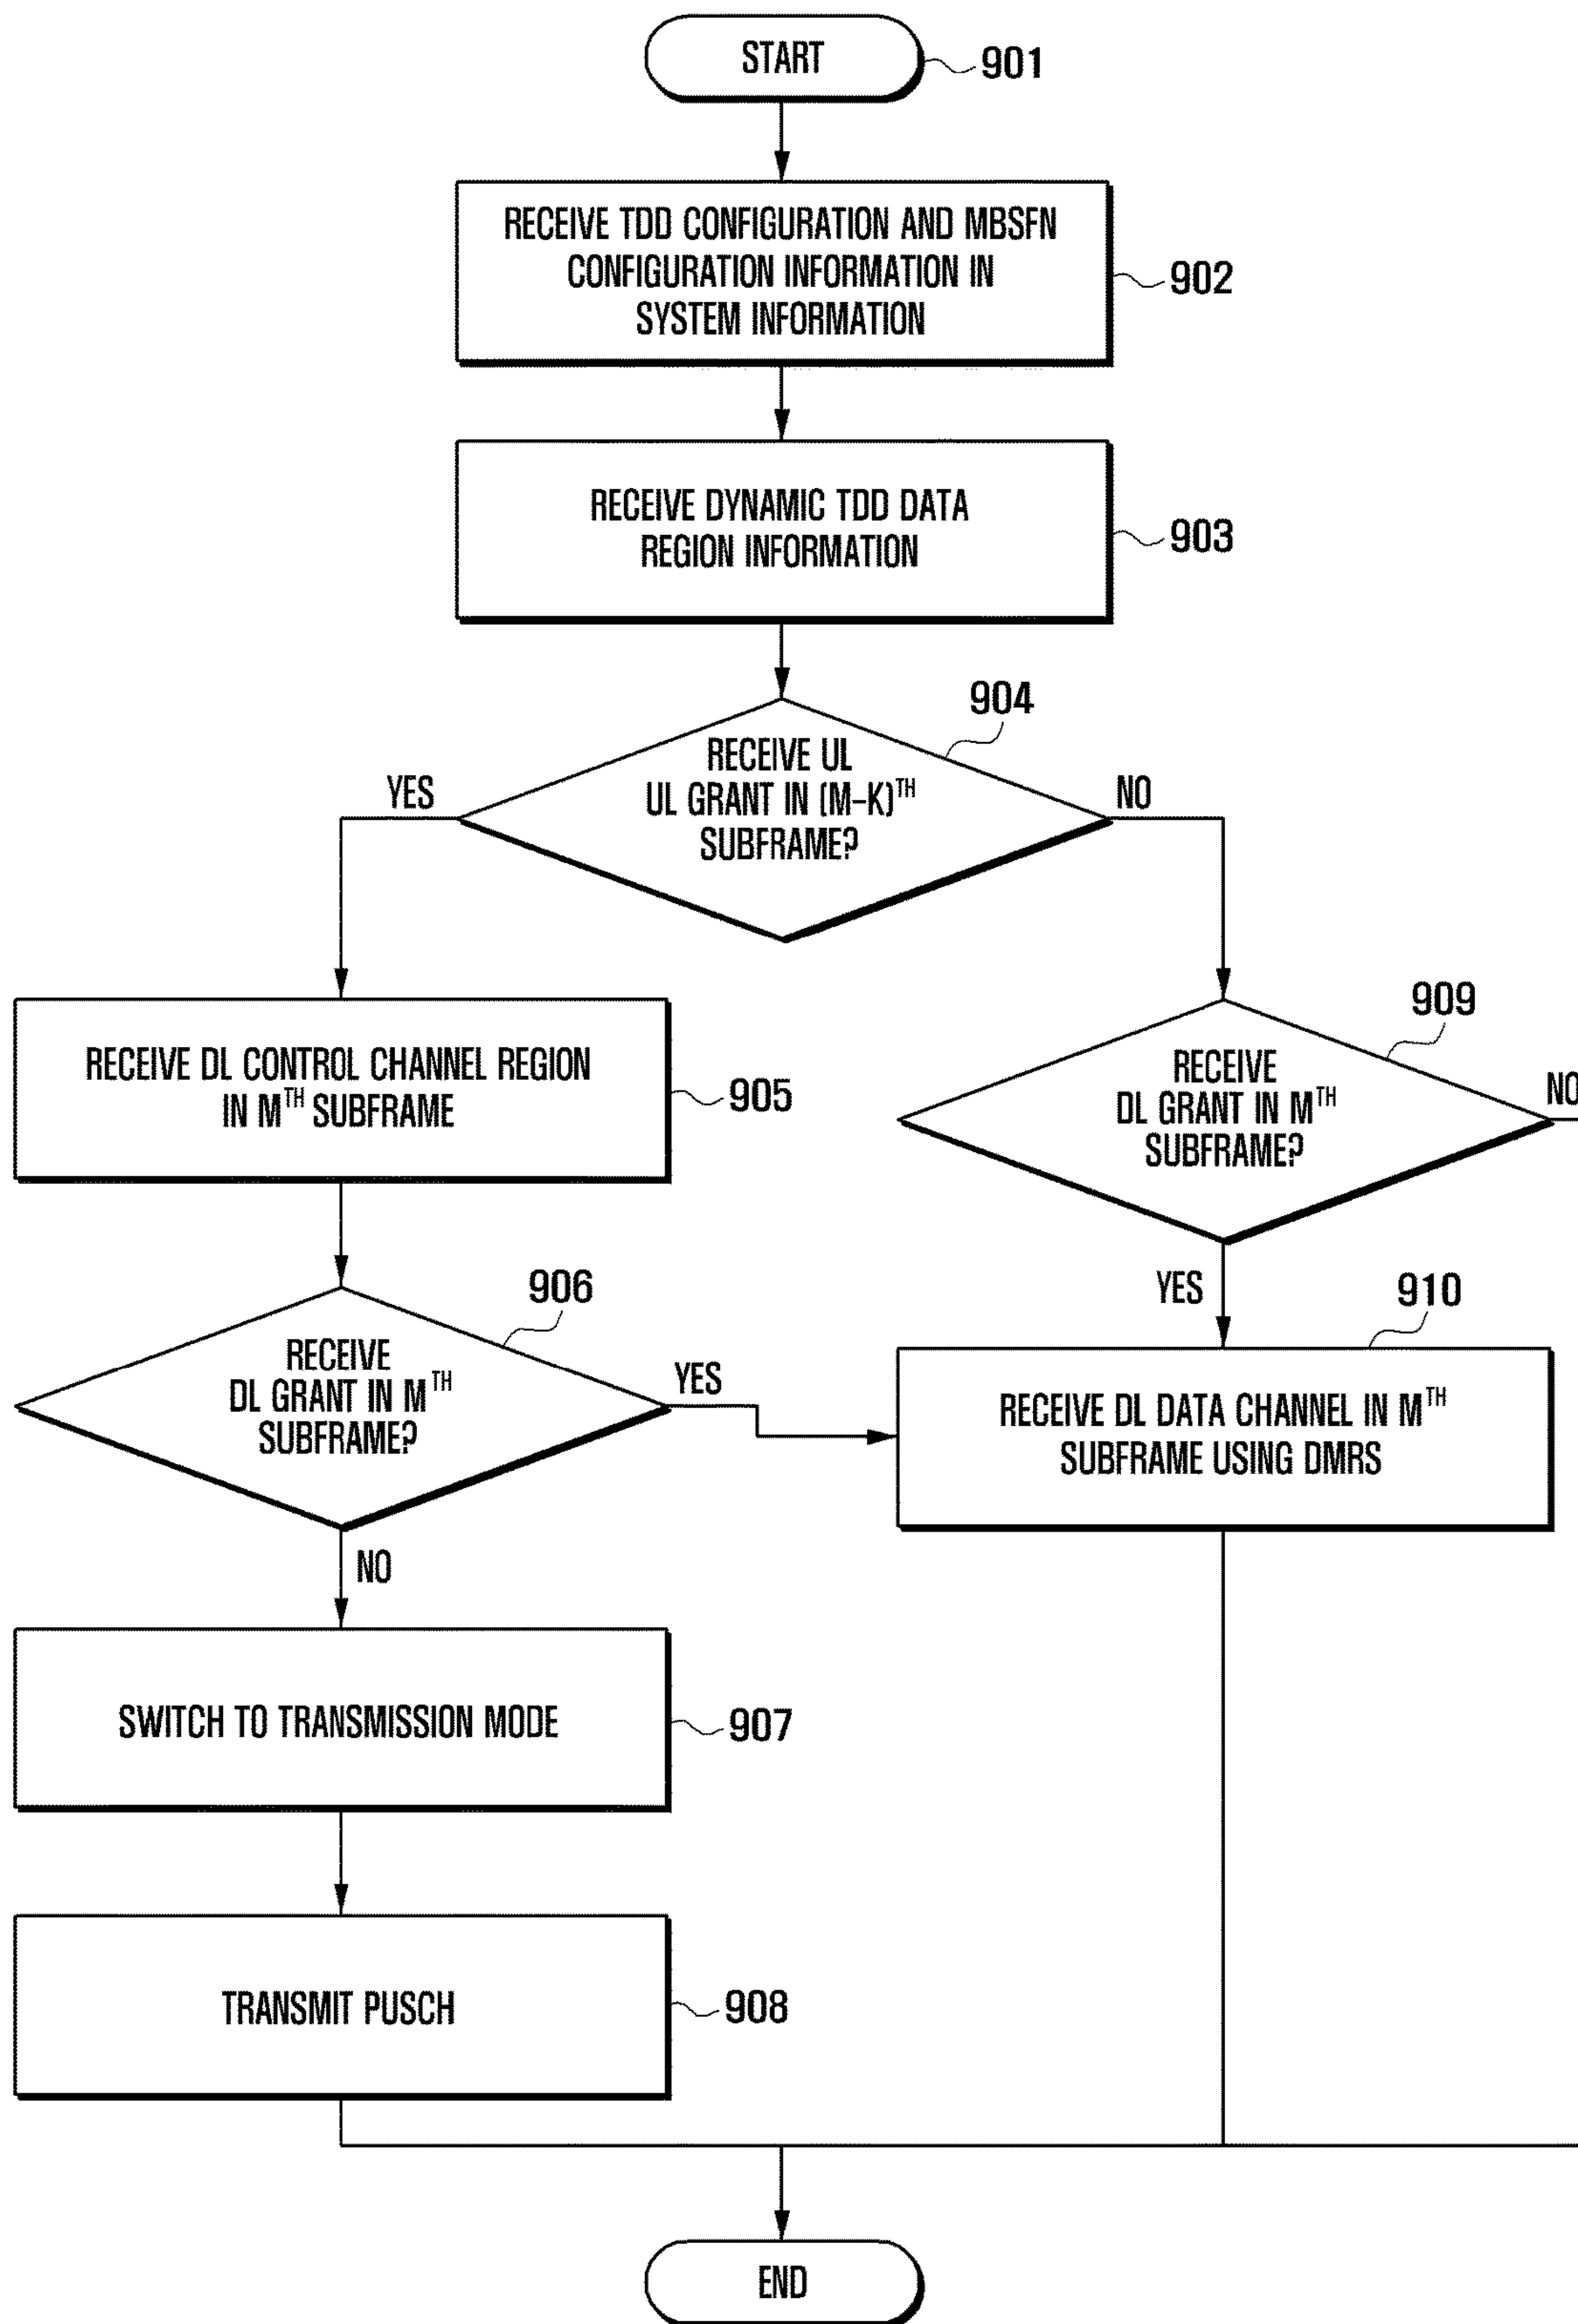 START
901
RECEIVE TDD CONFIGURATION AND MBSFN
CONFIGURATION INFORMATION IN
SYSTEM INFORMATION
902
RECEIVE DYNAMIC TDD DATA
REGION INFORMATION
903
904
RECEIVE UL
UL GRANT IN (M-K)TH
SUBFRAME?
YES
NO
RECEIVE DL CONTROL CHANNEL REGION
IN MTH SUBFRAME
905
909
RECEIVE
DL GRANT IN MTH
SUBFRAME?
NO
YES
906
RECEIVE
DL GRANT IN MTH
SUBFRAME?
YES
NO
910
RECEIVE DL DATA CHANNEL IN MTH
SUBFRAME USING DMRS
SWITCH TO TRANSMISSION MODE
907
TRANSMIT PUSCH
908
END